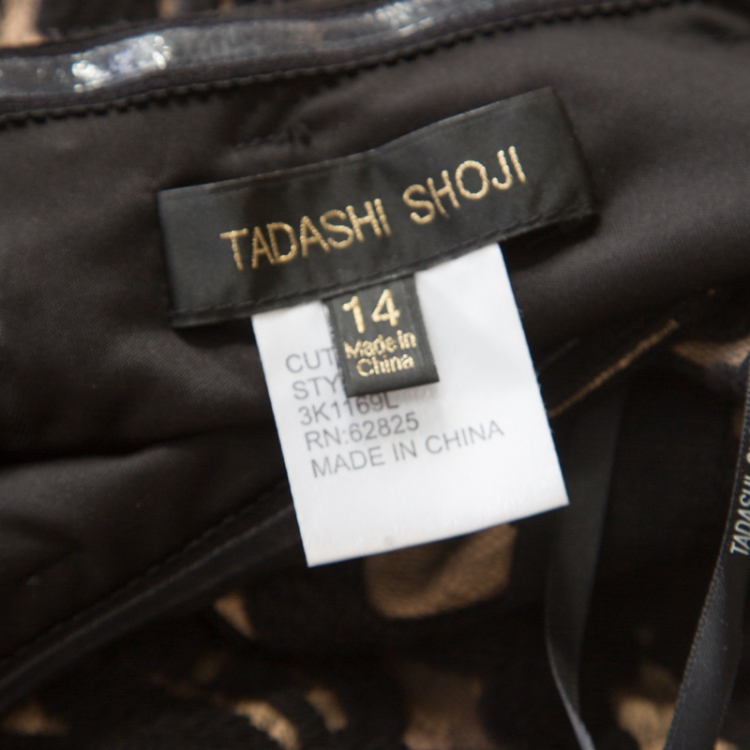 TADASHI SHOJI
14
Made in
China
CUT
STY
3K1169L
RN:62825
MADE IN CHINA
TADASHI